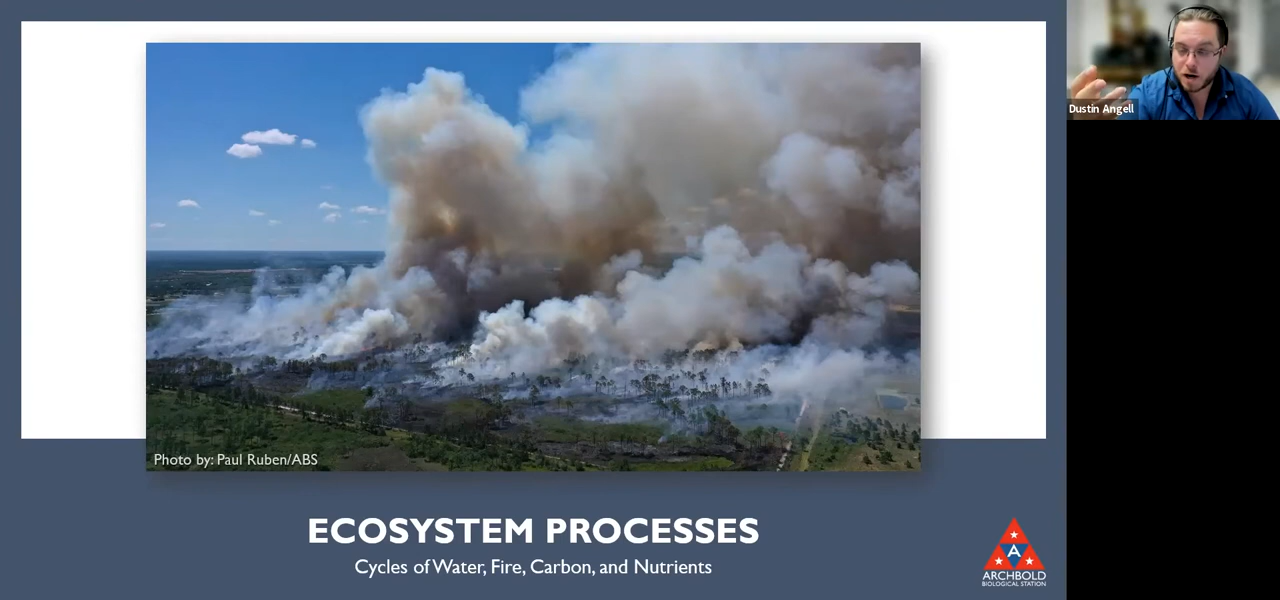 Dustin Angell
Photo by: Paul Ruben/ABS
ECOSYSTEM PROCESSES
Cycles of Water, Fire, Carbon, and Nutrients
A
ARCHBOLD
BIOLOGICAL STATION